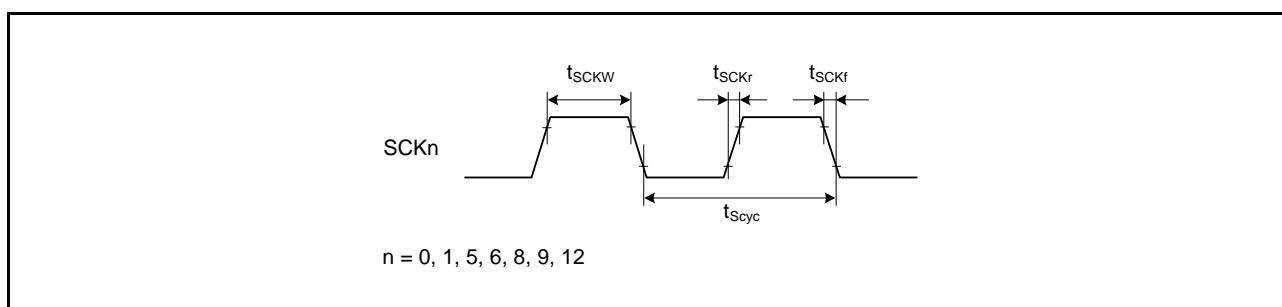 tSCKW tSCKr tSCKf
SCKn
tScyc
n = 0, 1, 5, 6, 8, 9, 12